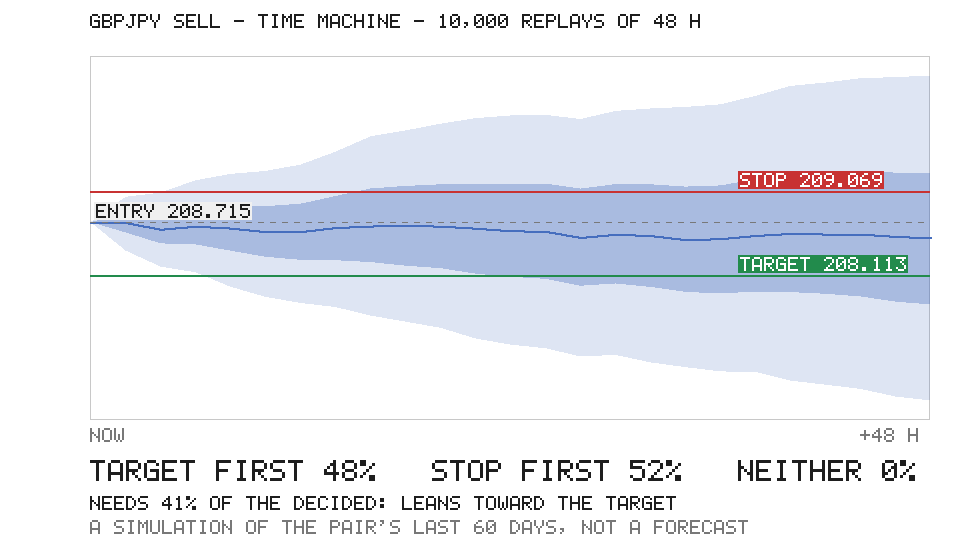 GBPJPY SELL - TIME MACHINE - 10,000 REPLAYS OF 48 H
STOP 209.069
ENTRY 208.715
TARGET 208.113
NOW +48 H
TARGET FIRST 48% STOP FIRST 52% NEITHER 0%
NEEDS 41% OF THE DECIDED: LEANS TOWARD THE TARGET
A SIMULATION OF THE PAIR'S LAST 60 DAYS, NOT A FORECAST